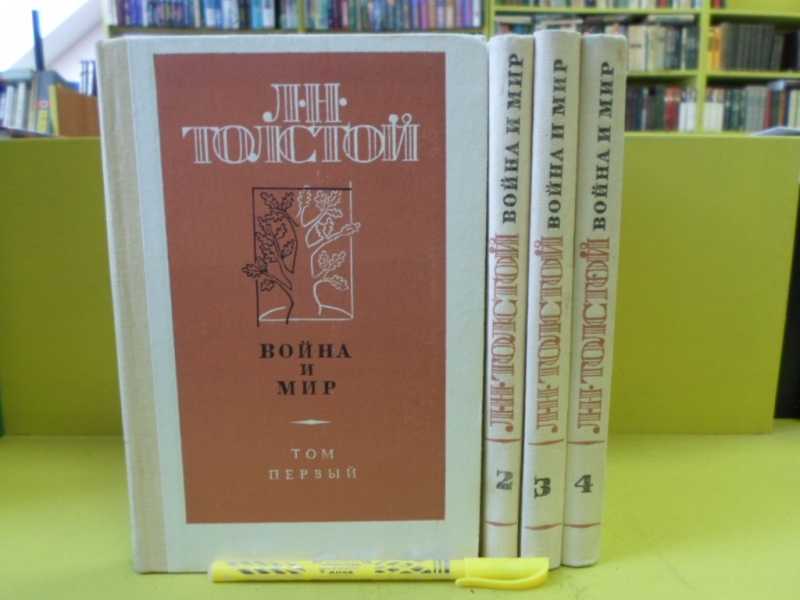 Л·Н·
ТОЛСТОЙ
ВОЙНА
И
МИР
ТОМ
ПЕРВЫЙ
Л·Н·ТОЛСТОЙ ВОЙНА И МИР
2
Л·Н·ТОЛСТОЙ ВОЙНА И МИР
3
Л·Н·ТОЛСТОЙ ВОЙНА И МИР
4